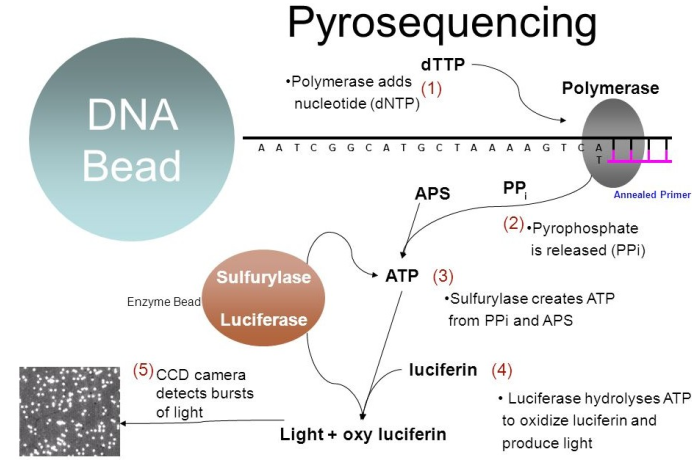 Pyrosequencing
DNA
Bead
dTTP
•Polymerase adds
nucleotide (dNTP)
(1)
Polymerase
A A T C G G C A T G C T A A A A G T C A
T
Annealed Primer
APS
PPi
(2)
•Pyrophosphate
is released (PPi)
Sulfurylase
Luciferase
Enzyme Bead
ATP
(3)
•Sulfurylase creates ATP
from PPi and APS
luciferin
(4)
• Luciferase hydrolyses ATP
to oxidize luciferin and
produce light
(5)
CCD camera
detects bursts
of light
Light + oxy luciferin